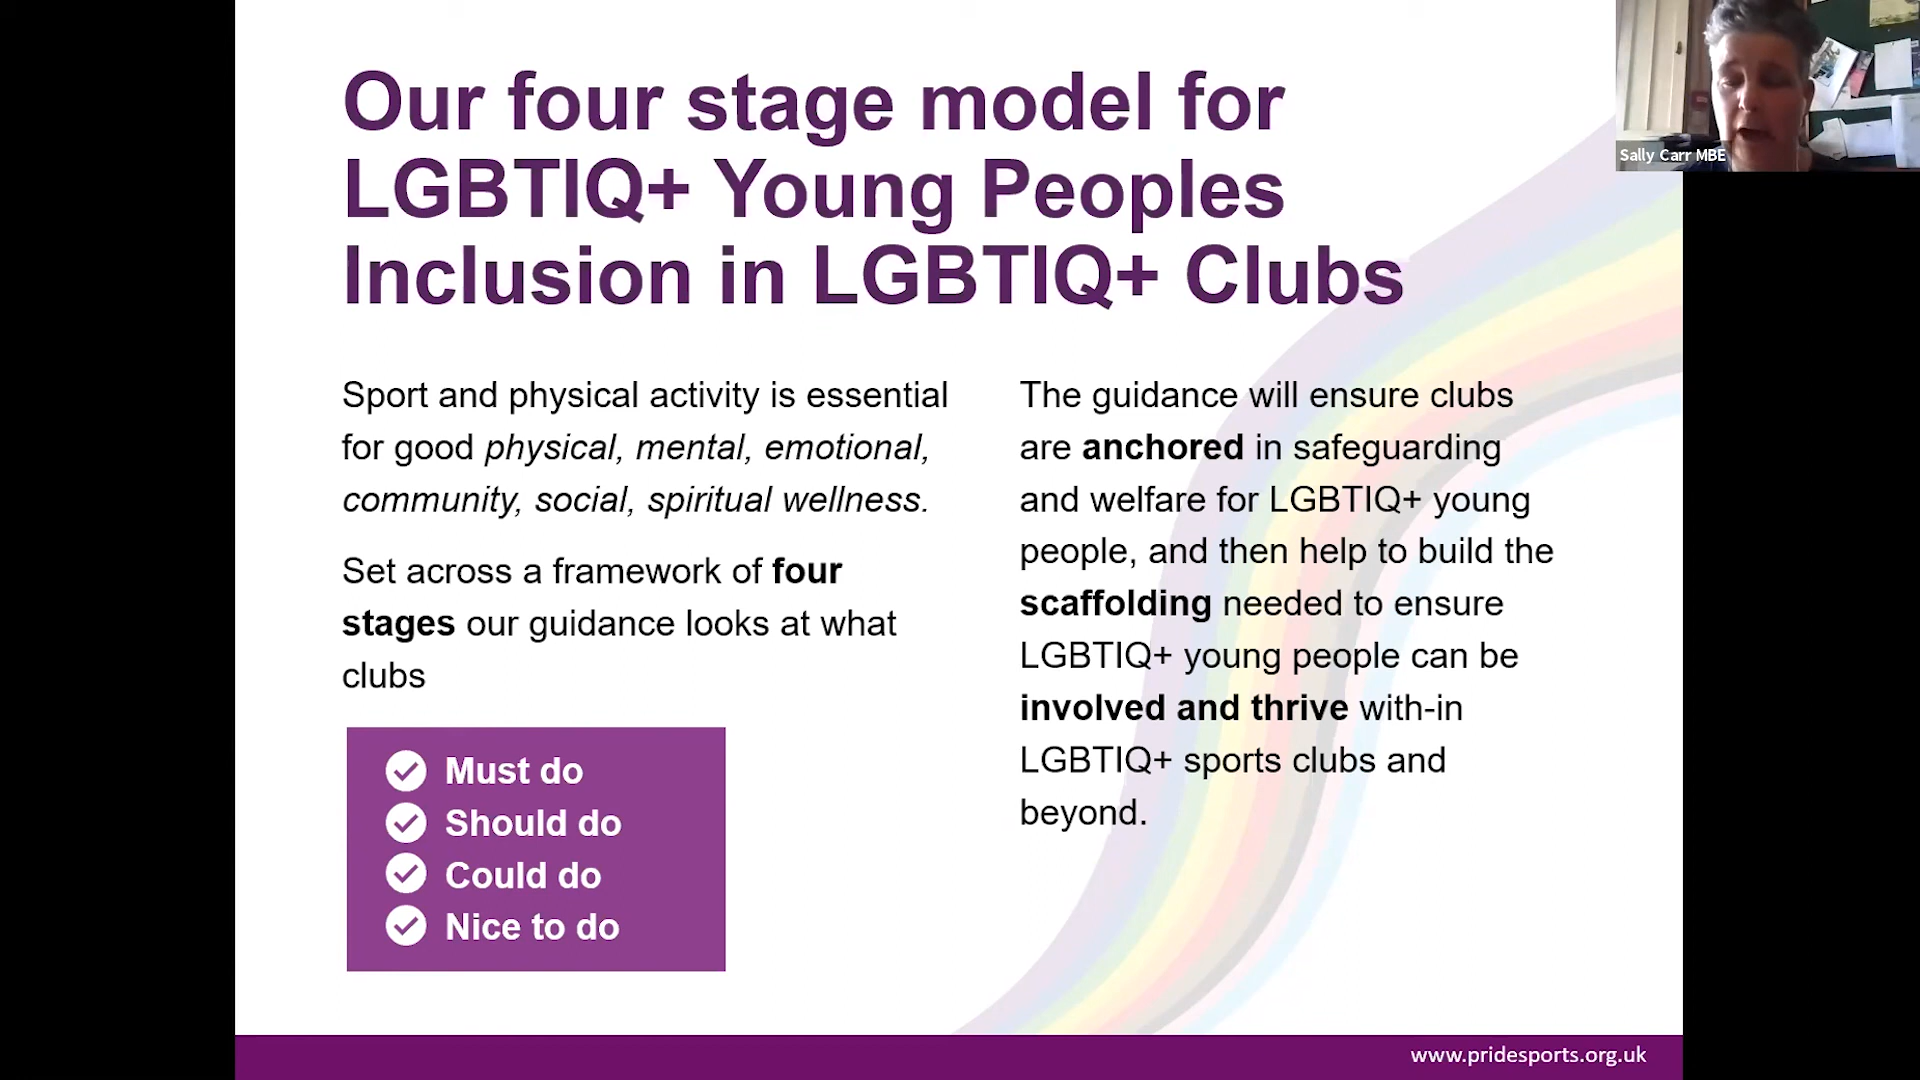 Our four stage model for
LGBTIQ+ Young Peoples
Inclusion in LGBTIQ+ Clubs
Sally Carr MBE
Sport and physical activity is essential
for good physical, mental, emotional,
community, social, spiritual wellness.
Set across a framework of four
stages our guidance looks at what
clubs
Must do
Should do
Could do
Nice to do
The guidance will ensure clubs
are anchored in safeguarding
and welfare for LGBTIQ+ young
people, and then help to build the
scaffolding needed to ensure
LGBTIQ+ young people can be
involved and thrive with-in
LGBTIQ+ sports clubs and
beyond.
www.pridesports.org.uk